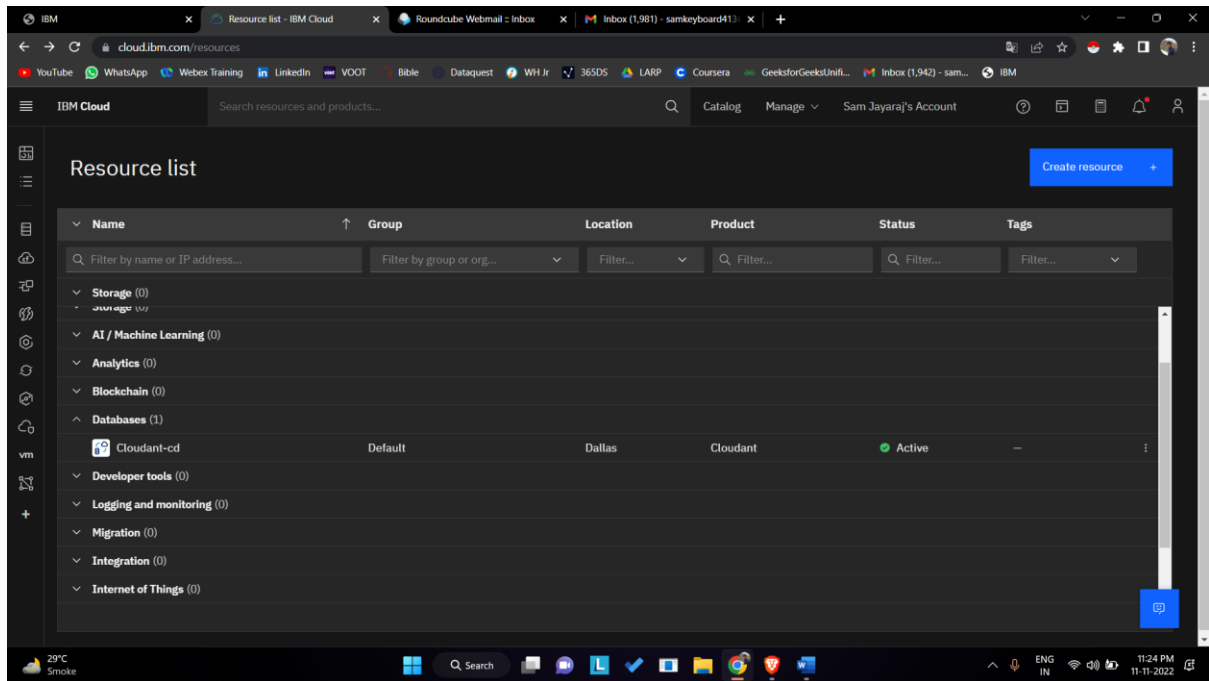 IBM
Resource list - IBM Cloud
Roundcube Webmail :: Inbox
Inbox (1,981) - samkeyboard413
cloud.ibm.com/resources
YouTube WhatsApp Webex Training LinkedIn VOOT Bible Dataquest WH Jr 365DS LARP Coursera GeeksforGeeksUnifi... Inbox (1,942) - sam... IBM
IBM Cloud
Search resources and products...
Catalog Manage Sam Jayaraj's Account
Resource list
Create resource +
Name Group Location Product Status Tags
Filter by name or IP address... Filter by group or org... Filter... Filter... Filter... Filter...
Storage (0)
Storage (0)
AI / Machine Learning (0)
Analytics (0)
Blockchain (0)
Databases (1)
Cloudant-cd Default Dallas Cloudant Active –
Developer tools (0)
vm
Logging and monitoring (0)
Migration (0)
Integration (0)
Internet of Things (0)
29°C
Smoke
Search
ENG
IN
11:24 PM
11-11-2022